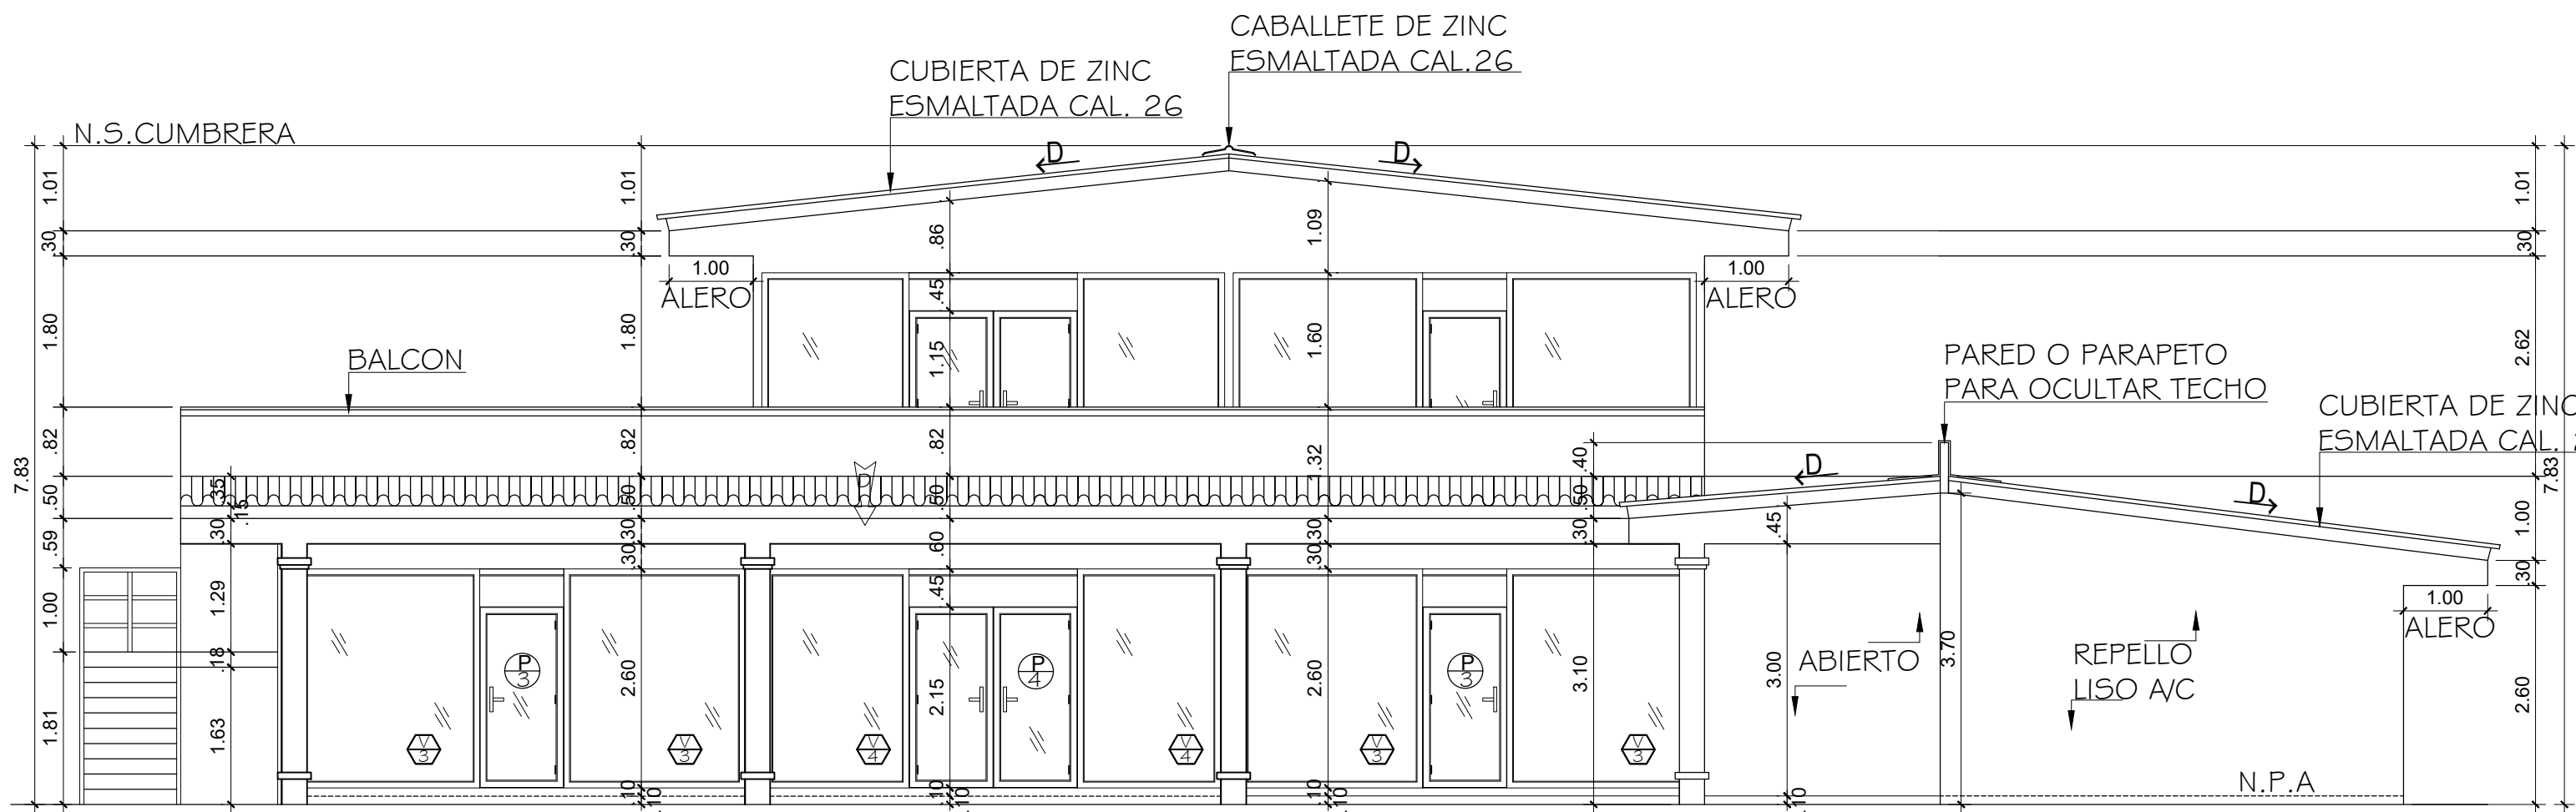 CABALLETE DE ZINC
ESMALTADA CAL.26
CUBIERTA DE ZINC
ESMALTADA CAL. 26
N.S.CUMBRERA
D
D
1.01
1.01
1.01
.30
.30
.30
.86
1.09
1.00
ALERO
1.00
ALERO
.45
1.80
1.80
1.15
1.60
2.62
BALCON
PARED O PARAPETO
PARA OCULTAR TECHO
CUBIERTA DE ZINC
ESMALTADA CAL.
7.83
7.83
.82
.82
.82
1.32
.40
D
D
D
.50
.35
.15
.50
.50
.50
.59
.30
.30
.30
.60
.30
.30
.30
.45
1.00
.30
1.00
ALERO
1.00
1.29
.18
.45
P
3
P
4
P
3
2.60
2.15
2.60
3.10
3.00
3.70
ABIERTO
REPELLO
LISO A/C
2.60
1.81
1.63
V
3
V
3
V
4
V
4
V
3
V
3
N.P.A
.10
.10
.10
.10
.10
.10
.10